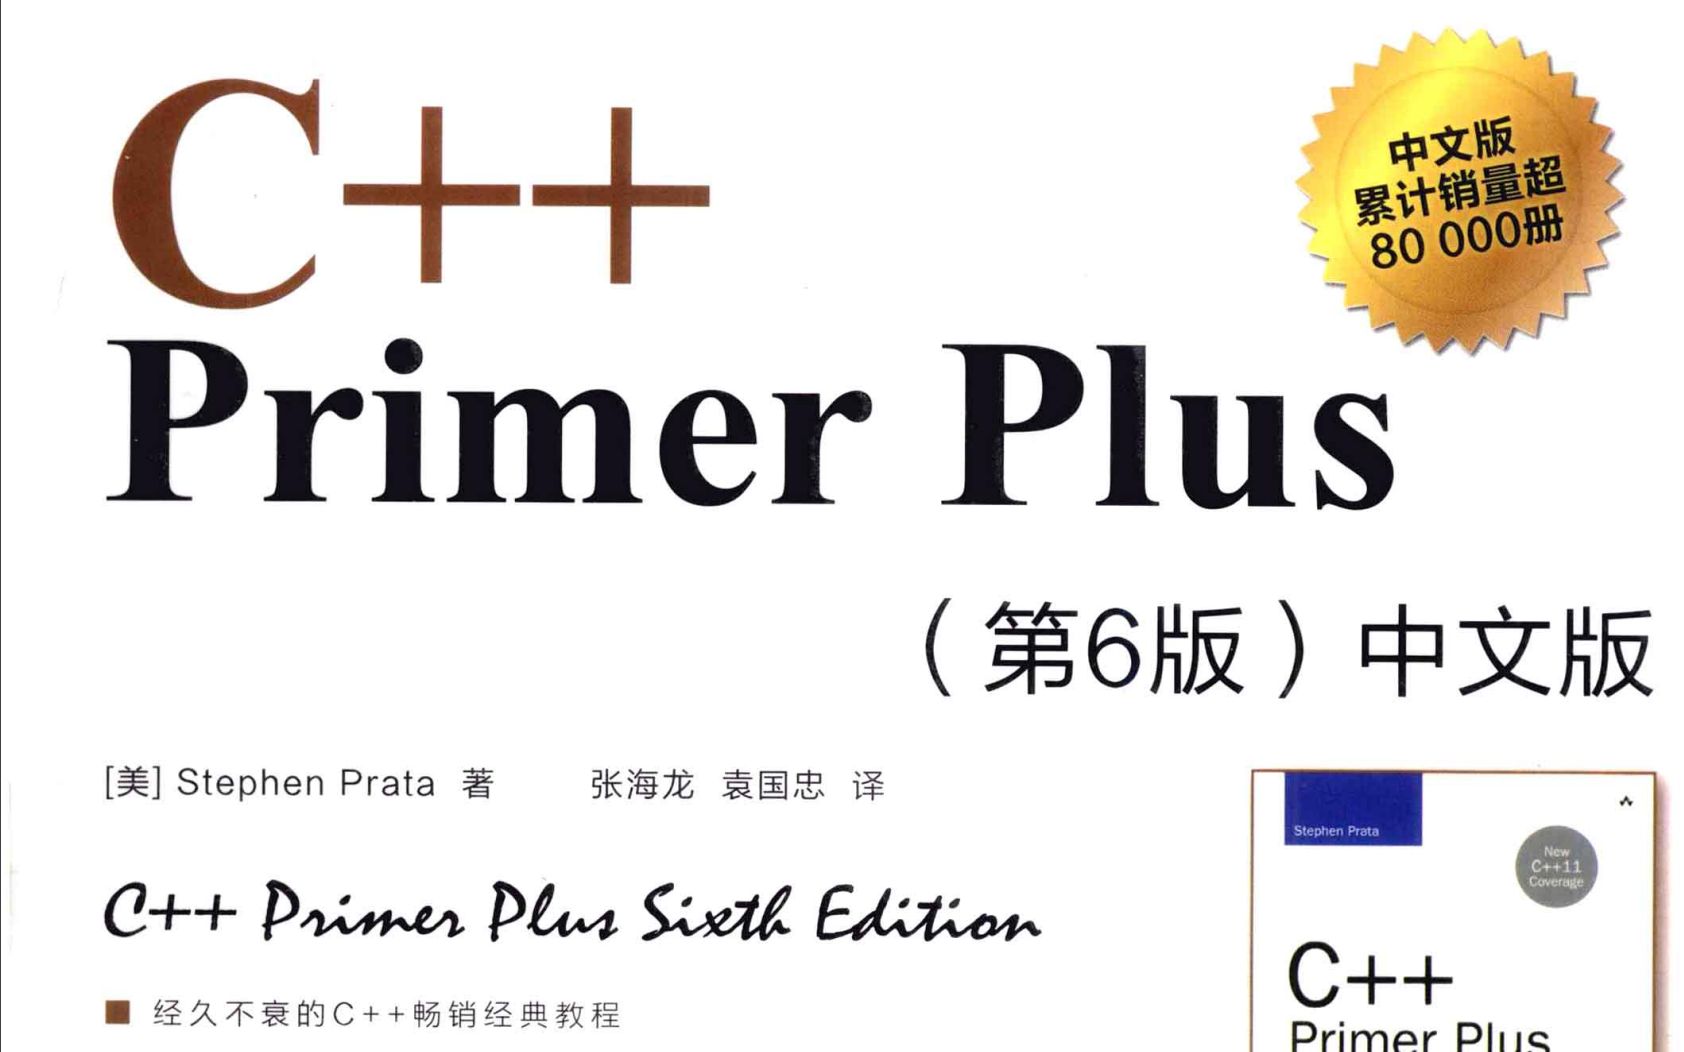 C++
中文版
累计销量超
80 000册
Primer Plus
（第6版）中文版
[美] Stephen Prata 著 张海龙 袁国忠 译
C++ Primer Plus Sixth Edition
经久不衰的C++畅销经典教程
Stephen Prata
New
C++11
Coverage
C++
Primer Plus